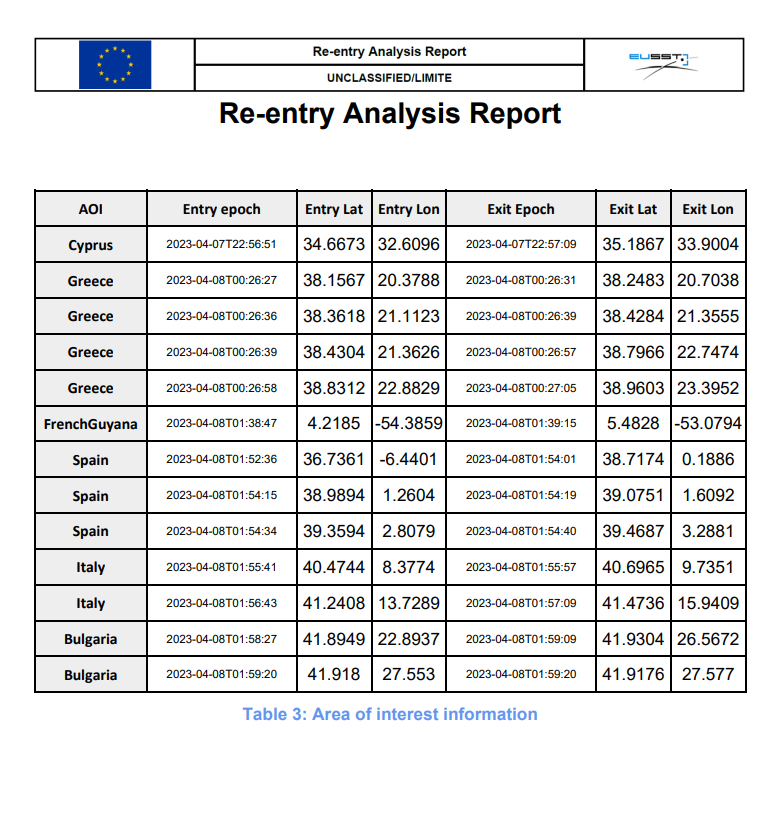 Re-entry Analysis Report
UNCLASSIFIED/LIMITE
EUSST
Re-entry Analysis Report
AOI Entry epoch Entry Lat Entry Lon Exit Epoch Exit Lat Exit Lon
Cyprus 2023-04-07T22:56:51 34.6673 32.6096 2023-04-07T22:57:09 35.1867 33.9004
Greece 2023-04-08T00:26:27 38.1567 20.3788 2023-04-08T00:26:31 38.2483 20.7038
Greece 2023-04-08T00:26:36 38.3618 21.1123 2023-04-08T00:26:39 38.4284 21.3555
Greece 2023-04-08T00:26:39 38.4304 21.3626 2023-04-08T00:26:57 38.7966 22.7474
Greece 2023-04-08T00:26:58 38.8312 22.8829 2023-04-08T00:27:05 38.9603 23.3952
FrenchGuyana 2023-04-08T01:38:47 4.2185 -54.3859 2023-04-08T01:39:15 5.4828 -53.0794
Spain 2023-04-08T01:52:36 36.7361 -6.4401 2023-04-08T01:54:01 38.7174 0.1886
Spain 2023-04-08T01:54:15 38.9894 1.2604 2023-04-08T01:54:19 39.0751 1.6092
Spain 2023-04-08T01:54:34 39.3594 2.8079 2023-04-08T01:54:40 39.4687 3.2881
Italy 2023-04-08T01:55:41 40.4744 8.3774 2023-04-08T01:55:57 40.6965 9.7351
Italy 2023-04-08T01:56:43 41.2408 13.7289 2023-04-08T01:57:09 41.4736 15.9409
Bulgaria 2023-04-08T01:58:27 41.8949 22.8937 2023-04-08T01:59:09 41.9304 26.5672
Bulgaria 2023-04-08T01:59:20 41.918 27.553 2023-04-08T01:59:20 41.9176 27.577
Table 3: Area of interest information